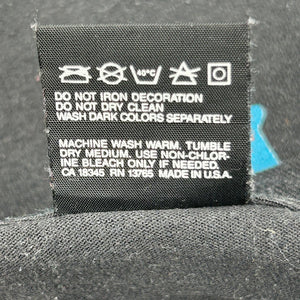 40°C
DO NOT IRON DECORATION
DO NOT DRY CLEAN
WASH DARK COLORS SEPARATELY
MACHINE WASH WARM. TUMBLE
DRY MEDIUM. USE NON-CHLOR-
INE BLEACH ONLY IF NEEDED.
CA 18345 RN 13765 MADE IN U.S.A.